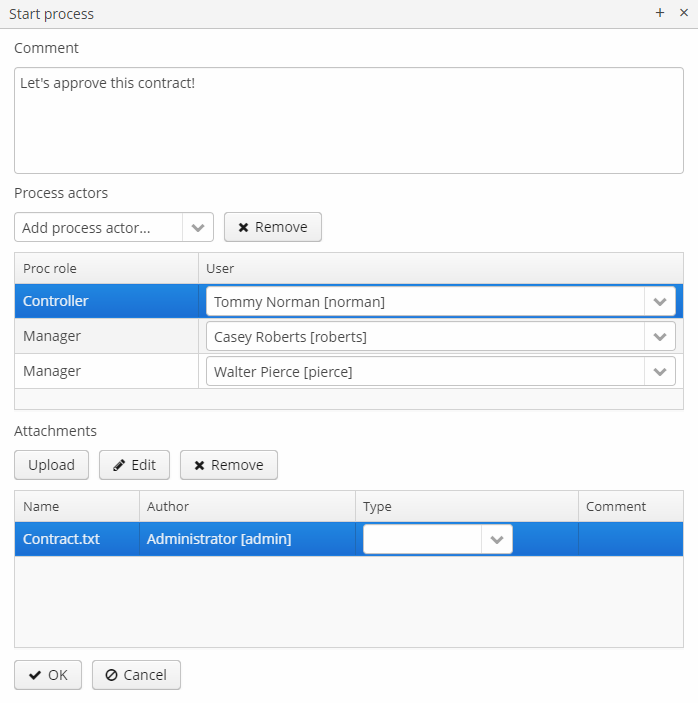 Start process
Comment
Let's approve this contract!
Process actors
Add process actor... Remove
Proc role User
Controller Tommy Norman [norman]
Manager Casey Roberts [roberts]
Manager Walter Pierce [pierce]
Attachments
Upload Edit Remove
Name Author Type Comment
Contract.txt Administrator [admin]
OK Cancel